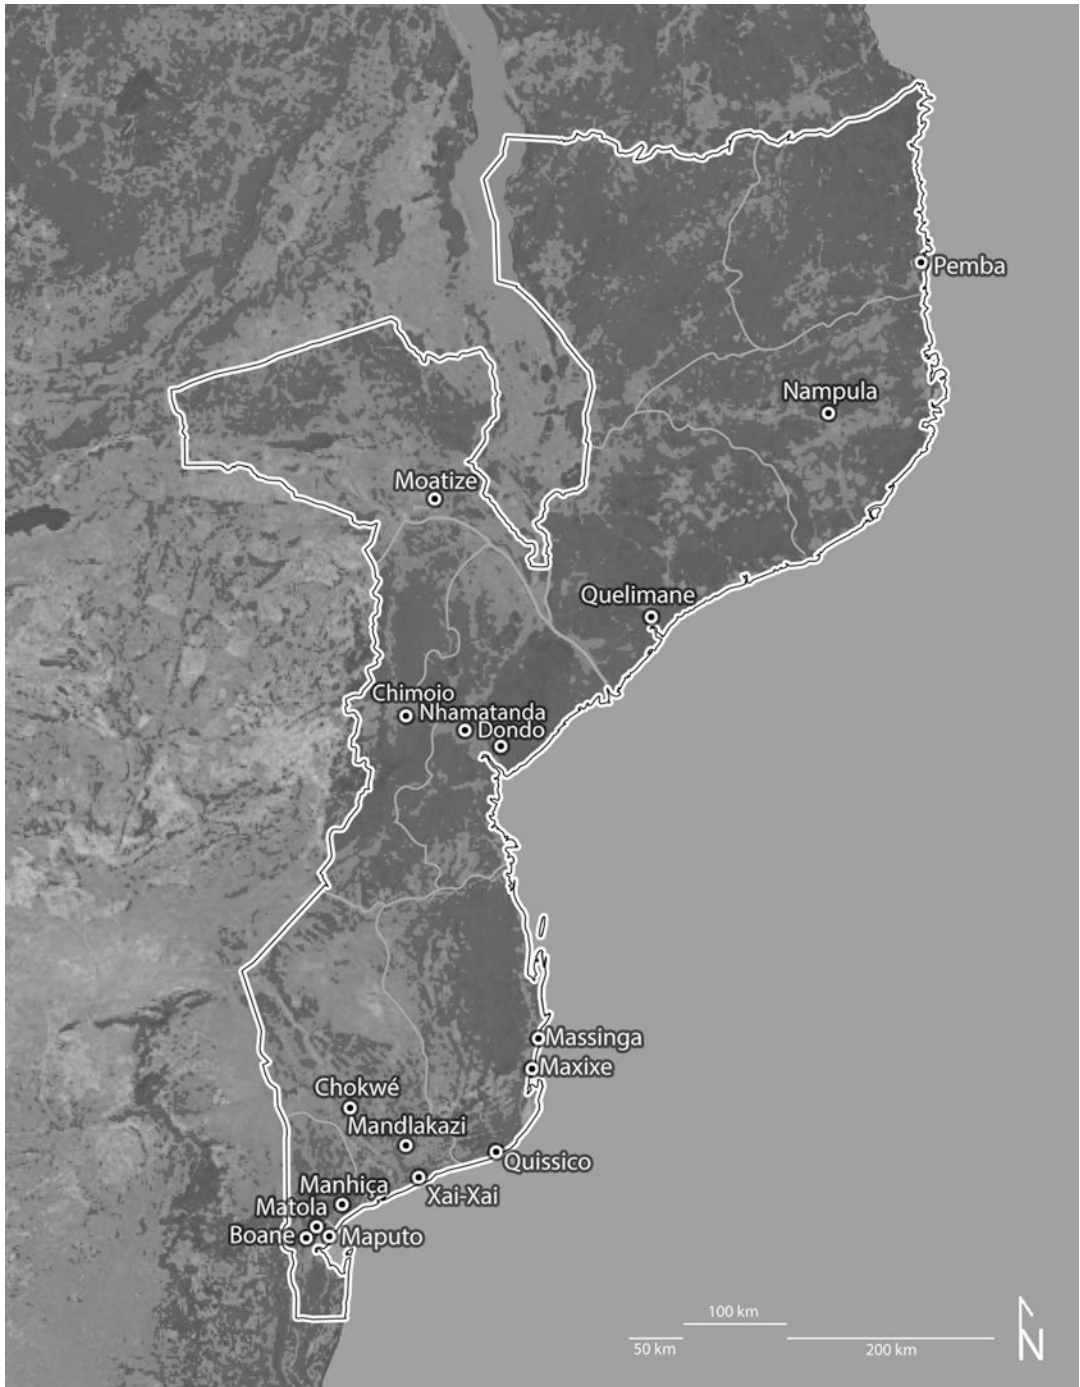 Pemba
Nampula
Moatize
Quelimane
Chimoio
Nhamatanda
Dondo
Massinga
Maxixe
Chokwé
Mandlakazi
Quissico
Manhiça
Xai-Xai
Matola
Boane
Maputo
100 km
50 km
200 km
N